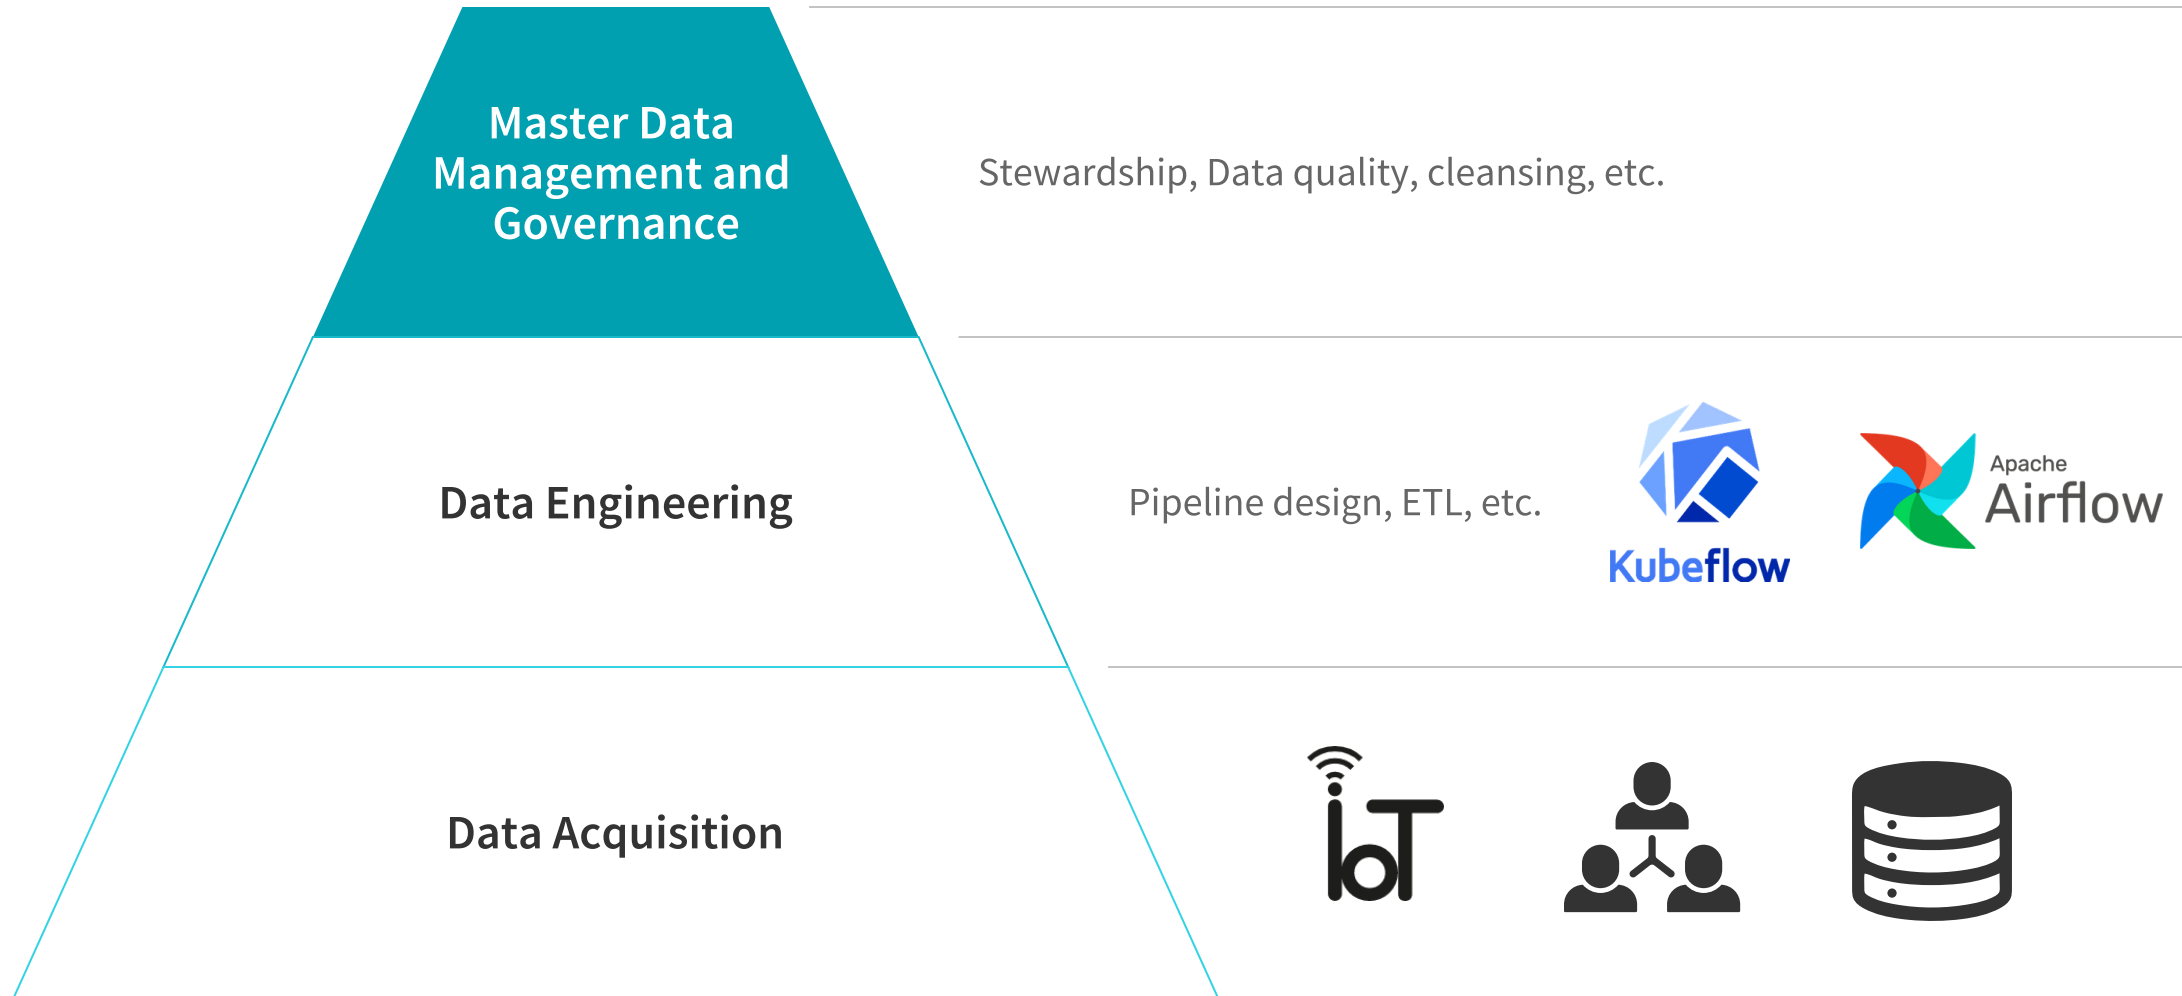 Master Data
Management and
Governance
Stewardship, Data quality, cleansing, etc.
Data Engineering
Pipeline design, ETL, etc.
Kubeflow
Apache
Airflow
Data Acquisition
IoT